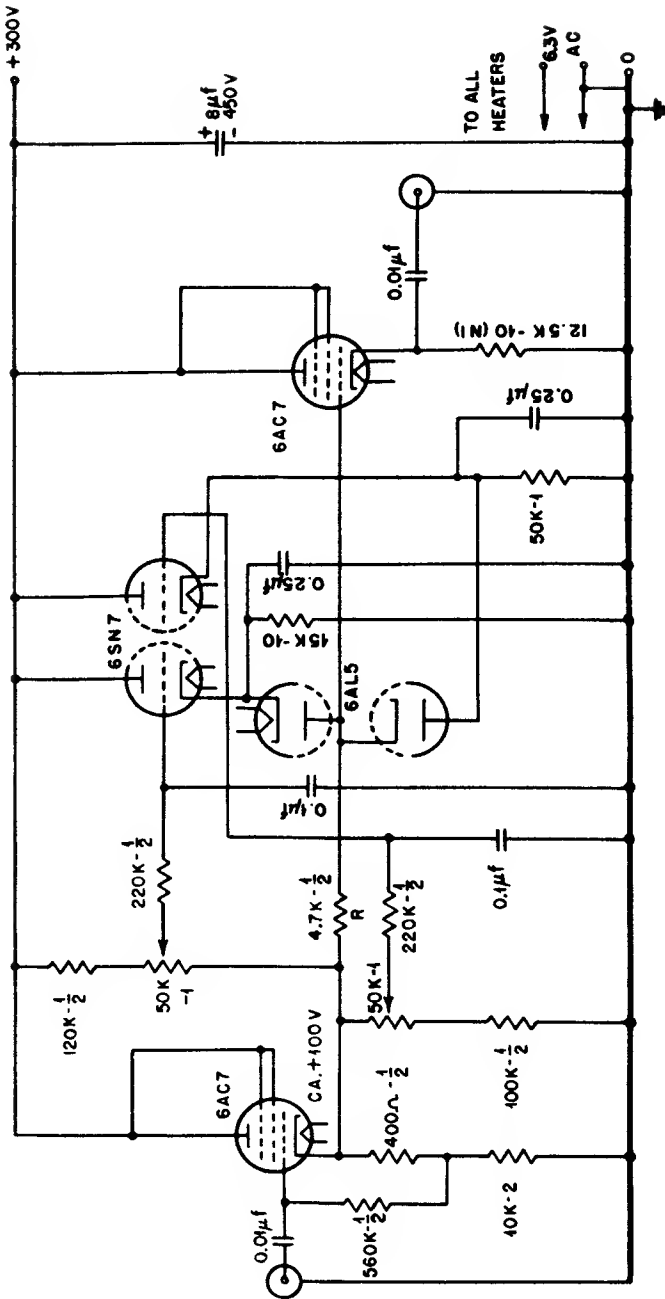 +300V
+ 8µf
- 450V
120K-½
50K
-1
220K-½
6SN7
6AC7
6AC7
CA.+100V
4.7K-½
R
6AL5
0.1µf
15K-10
0.25µf
0.01µf
TO ALL
HEATERS
6.3V
AC
0.01µf
560K-½
400Ω-½
50K-1
220K-½
10K-2
100K-½
0.1µf
50K-1
0.25µf
12.5K-10 (N1)
0